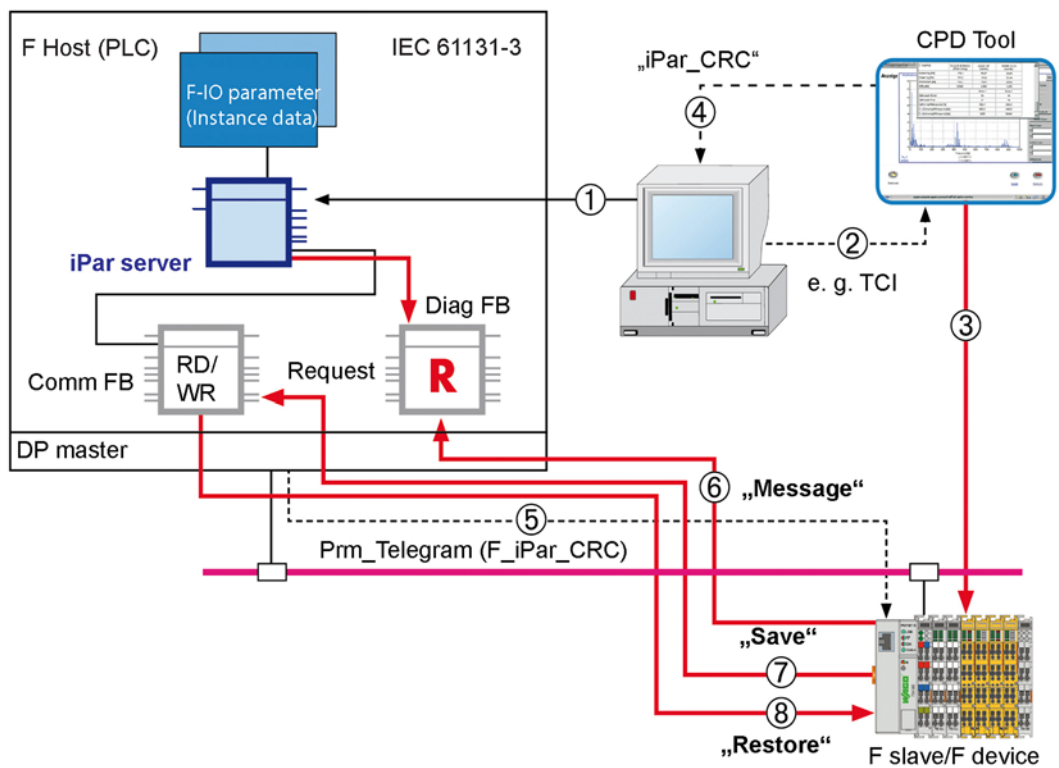 F Host (PLC)
IEC 61131-3
CPD Tool
F-IO parameter
(Instance data)
„iPar_CRC“
4
1
iPar server
2
e. g. TCI
Diag FB
3
Comm FB
RD/
WR
Request
R
DP master
6
„Message“
5
Prm_Telegram (F_iPar_CRC)
„Save“
7
8
„Restore“
WAGO
F slave/F device